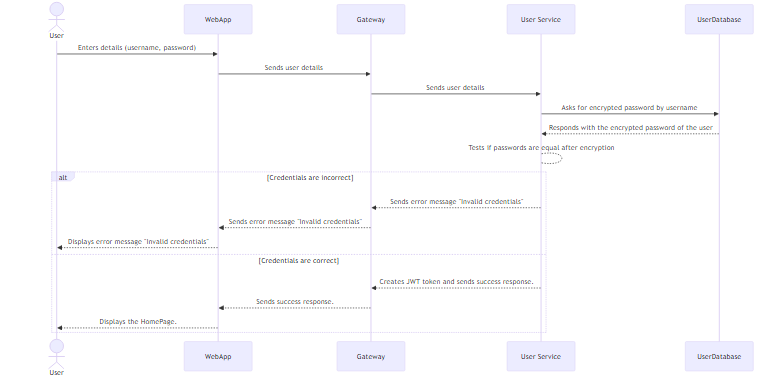 User
WebApp
Gateway
User Service
UserDatabase
Enters details (username, password)
Sends user details
Sends user details
Asks for encrypted password by username
Responds with the encrypted password of the user
Tests if passwords are equal after encryption
alt
[Credentials are incorrect]
Sends error message "Invalid credentials"
Sends error message "Invalid credentials"
Displays error message "Invalid credentials"
[Credentials are correct]
Creates JWT token and sends success response.
Sends success response.
Displays the HomePage.
User
WebApp
Gateway
User Service
UserDatabase